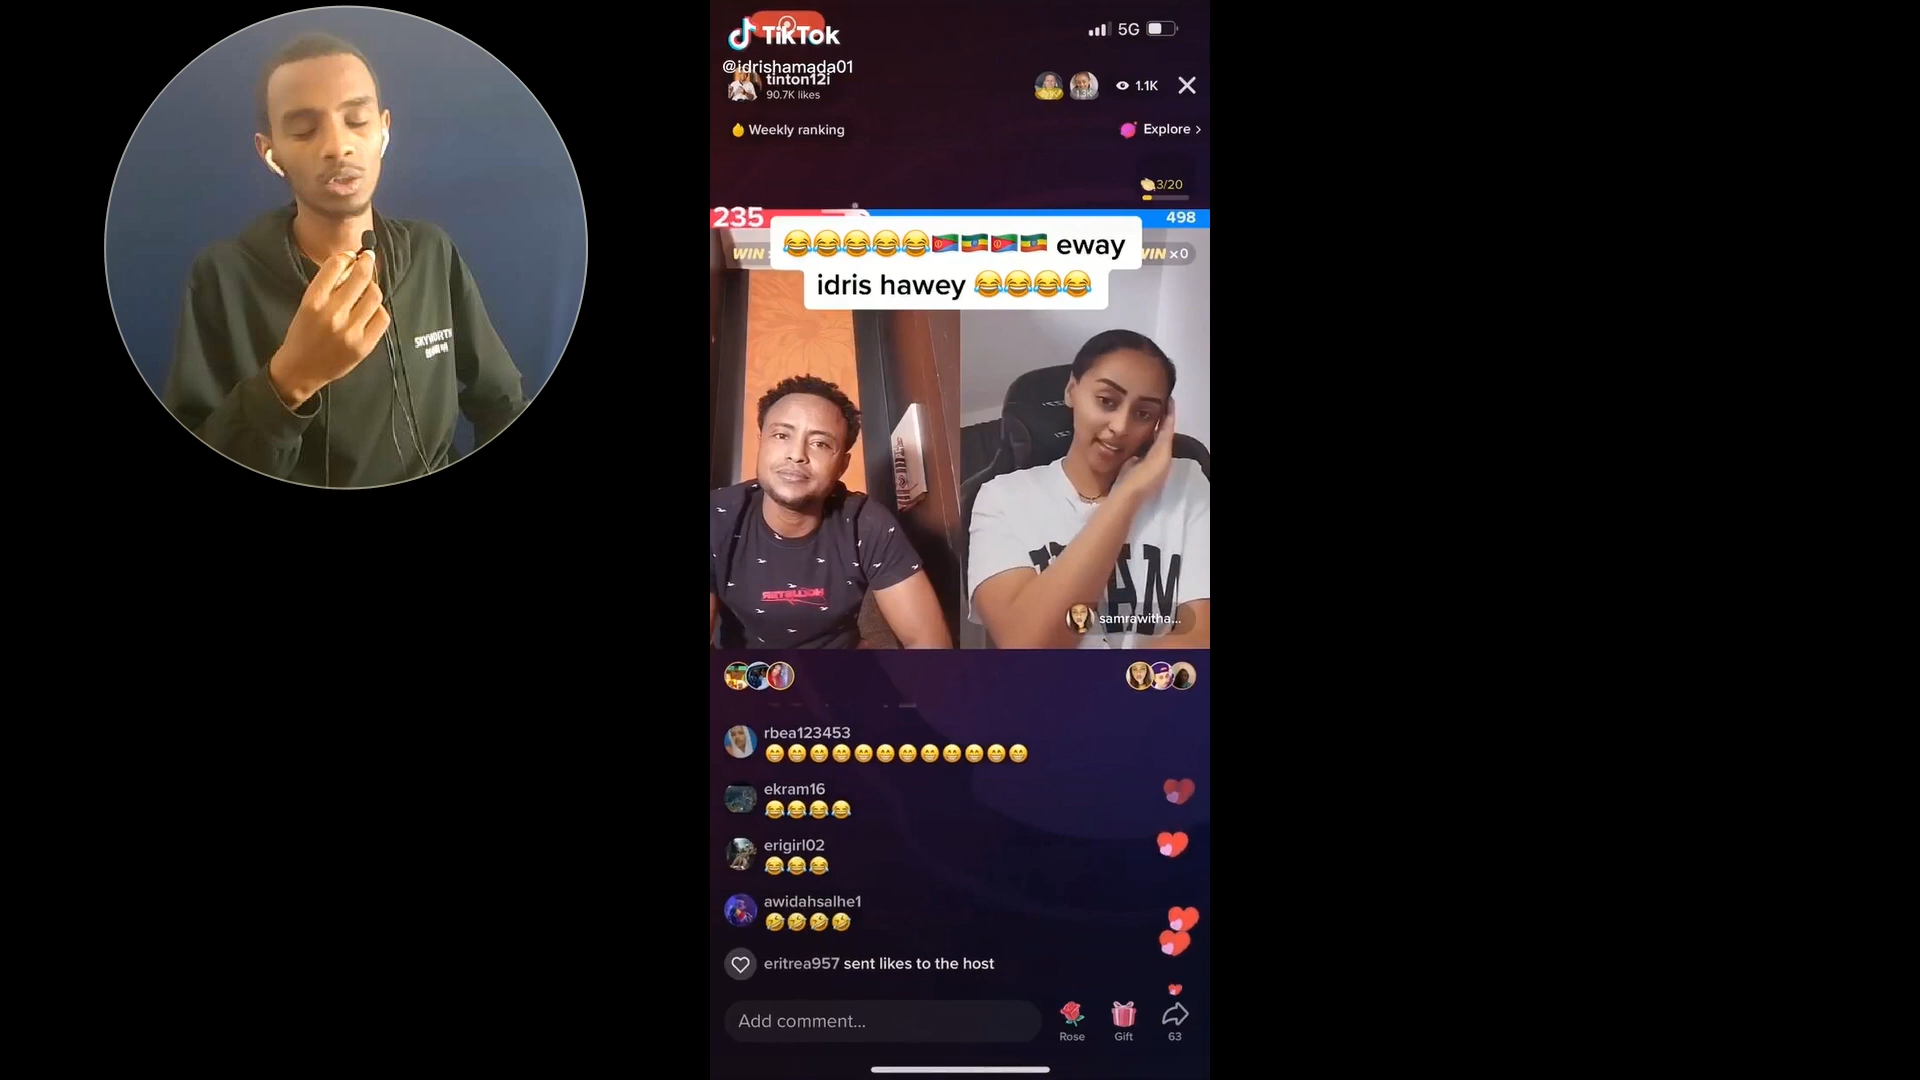 TikTok
5G
@idrishamada01
tinton12i
90.7K likes
1.1K
Weekly ranking
Explore >
3/20
235
498
WIN
😂😂😂😂😂🇪🇷🇪🇹🇪🇷🇪🇹 eway
WIN x0
idris hawey 😂😂😂😂
SKYWORTH
samrawitha...
rbea123453
😁😁😁😁😁😁😁😁😁😁😁😁
ekram16
😂😂😂😂
erigirl02
😂😂😂
awidahsalhe1
🤣🤣🤣🤣
eritrea957 sent likes to the host
Add comment...
Rose
Gift
63